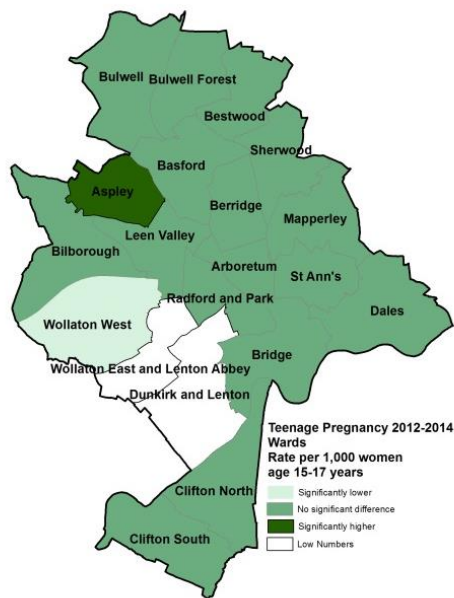 Bulwell
Bulwell Forest
Bestwood
Sherwood
Basford
Aspley
Berridge
Mapperley
Leen Valley
Bilborough
Arboretum
St Ann's
Radford and Park
Dales
Wollaton West
Bridge
Wollaton East and Lenton Abbey
Dunkirk and Lenton
Clifton North
Clifton South
Teenage Pregnancy 2012-2014
Wards
Rate per 1,000 women
age 15-17 years
Significantly lower
No significant difference
Significantly higher
Low Numbers